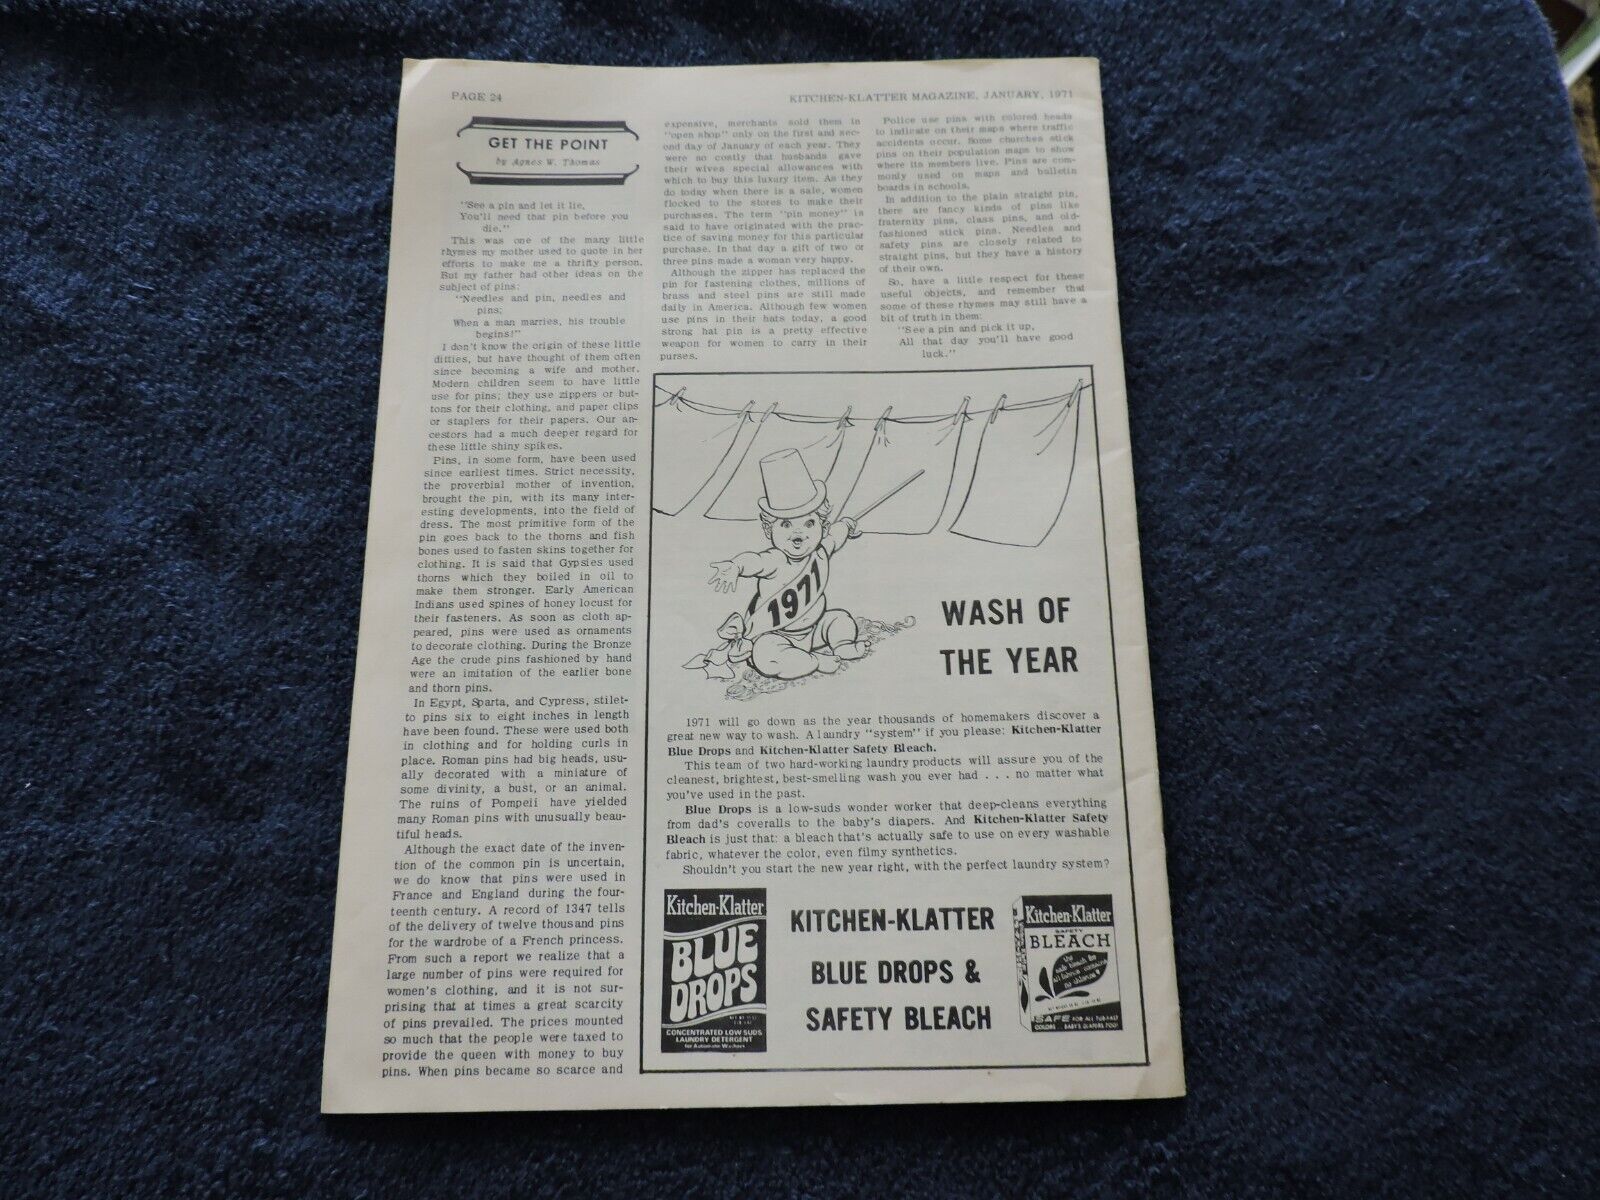 PAGE 24
KITCHEN-KLATTER MAGAZINE, JANUARY, 1971
GET THE POINT
by Agnes W. Thomas
"See a pin and let it lie,
You'll need that pin before you
die."
This was one of the many little
rhymes my mother used to quote in her
efforts to make me a thrifty person.
But my father had other ideas on the
subject of pins:
"Needles and pin, needles and
pins;
When a man marries, his trouble
begins!"
I don't know the origin of these little
ditties, but have thought of them often
since becoming a wife and mother.
Modern children seem to have little
use for pins; they use zippers or but-
tons for their clothing, and paper clips
or staplers for their papers. Our an-
cestors had a much deeper regard for
these little shiny spikes.
Pins, in some form, have been used
since earliest times. Strict necessity,
the proverbial mother of invention,
brought the pin, with its many inter-
esting developments, into the field of
dress. The most primitive form of the
pin goes back to the thorns and fish
bones used to fasten skins together for
clothing. It is said that Gypsies used
thorns which they boiled in oil to
make them stronger. Early American
Indians used spines of honey locust for
their fasteners. As soon as cloth ap-
peared, pins were used as ornaments
to decorate clothing. During the Bronze
Age the crude pins fashioned by hand
were an imitation of the earlier bone
and thorn pins.
In Egypt, Sparta, and Cypress, stilet-
to pins six to eight inches in length
have been found. These were used both
in clothing and for holding curls in
place. Roman pins had big heads, usu-
ally decorated with a miniature of
some divinity, a bust, or an animal.
The ruins of Pompeii have yielded
many Roman pins with unusually beau-
tiful heads.
Although the exact date of the inven-
tion of the common pin is uncertain,
we do know that pins were used in
France and England during the four-
teenth century. A record of 1347 tells
of the delivery of twelve thousand pins
for the wardrobe of a French princess.
From such a report we realize that a
large number of pins were required for
women's clothing, and it is not sur-
prising that at times a great scarcity
of pins prevailed. The prices mounted
so much that the people were taxed to
provide the queen with money to buy
pins. When pins became so scarce and
expensive, merchants sold them in
"open shop" only on the first and sec-
ond day of January of each year. They
were so costly that husbands gave
their wives special allowances with
which to buy this luxury item. As they
do today when there is a sale, women
flocked to the stores to make their
purchases. The term "pin money" is
said to have originated with the prac-
tice of saving money for this particular
purchase. In that day a gift of two or
three pins made a woman very happy.
Although the zipper has replaced the
pin for fastening clothes, millions of
brass and steel pins are still made
daily in America. Although few women
use pins in their hats today, a good
strong hat pin is a pretty effective
weapon for women to carry in their
purses.
Police use pins with colored heads
to indicate on their maps where traffic
accidents occur. Some churches stick
pins on their population maps to show
where its members live. Pins are com-
monly used on maps and bulletin
boards in schools.
In addition to the plain straight pin,
there are fancy kinds of pins like
fraternity pins, class pins, and old-
fashioned stick pins. Needles and
safety pins are closely related to
straight pins, but they have a history
of their own.
So, have a little respect for these
useful objects, and remember that
some of these rhymes may still have a
bit of truth in them:
"See a pin and pick it up,
All that day you'll have good
luck."
1971
WASH OF
THE YEAR
1971 will go down as the year thousands of homemakers discover a
great new way to wash. A laundry "system" if you please: Kitchen-Klatter
Blue Drops and Kitchen-Klatter Safety Bleach.
This team of two hard-working laundry products will assure you of the
cleanest, brightest, best-smelling wash you ever had . . . no matter what
you've used in the past.
Blue Drops is a low-suds wonder worker that deep-cleans everything
from dad's coveralls to the baby's diapers. And Kitchen-Klatter Safety
Bleach is just that: a bleach that's actually safe to use on every washable
fabric, whatever the color, even filmy synthetics.
Shouldn't you start the new year right, with the perfect laundry system?
Kitchen-Klatter
BLUE
DROPS
CONCENTRATED LOW SUDS
LAUNDRY DETERGENT
for Automatic Washers
KITCHEN-KLATTER
BLUE DROPS &
SAFETY BLEACH
Kitchen-Klatter
SAFETY
BLEACH
the
safe bleach for
all fabrics contains
no chlorine!
SAFE FOR ALL TUB-FAST
COLORS . . BABY'S DIAPERS, TOO!